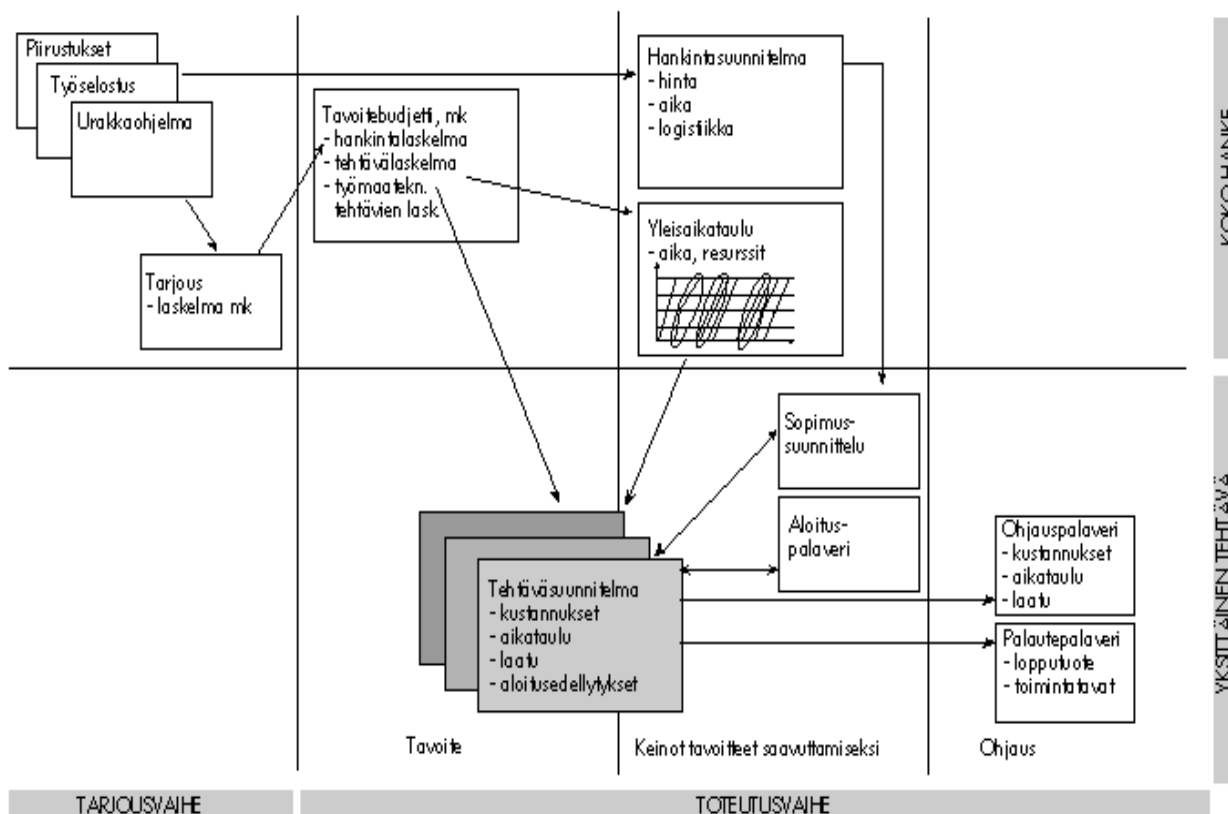 Piirustukset
Työselostus
Urakkaohjelma
Tarjous
- laskelma mk
Tavoitebudjetti, mk
- hankintalaskelma
- tehtävälaskelma
- työmaatekn.
tehtävien lask.
Hankintasuunnitelma
- hinta
- aika
- logistiikka
Yleisaikataulu
- aika, resurssit
KOKO HANKE
Sopimus-
suunnittelu
Aloitus-
palaveri
Tehtäväsuunnitelma
- kustannukset
- aikataulu
- laatu
- aloitusedellytykset
Ohjauspalaveri
- kustannukset
- aikataulu
- laatu
Palautepalaveri
- lopputuote
- toimintatavat
YKSITTÄINEN TEHTÄVÄ
Tavoite
Keinot tavoitteet saavuttamiseksi
Ohjaus
TARJOUSVAIHE
TOTEUTUSVAIHE